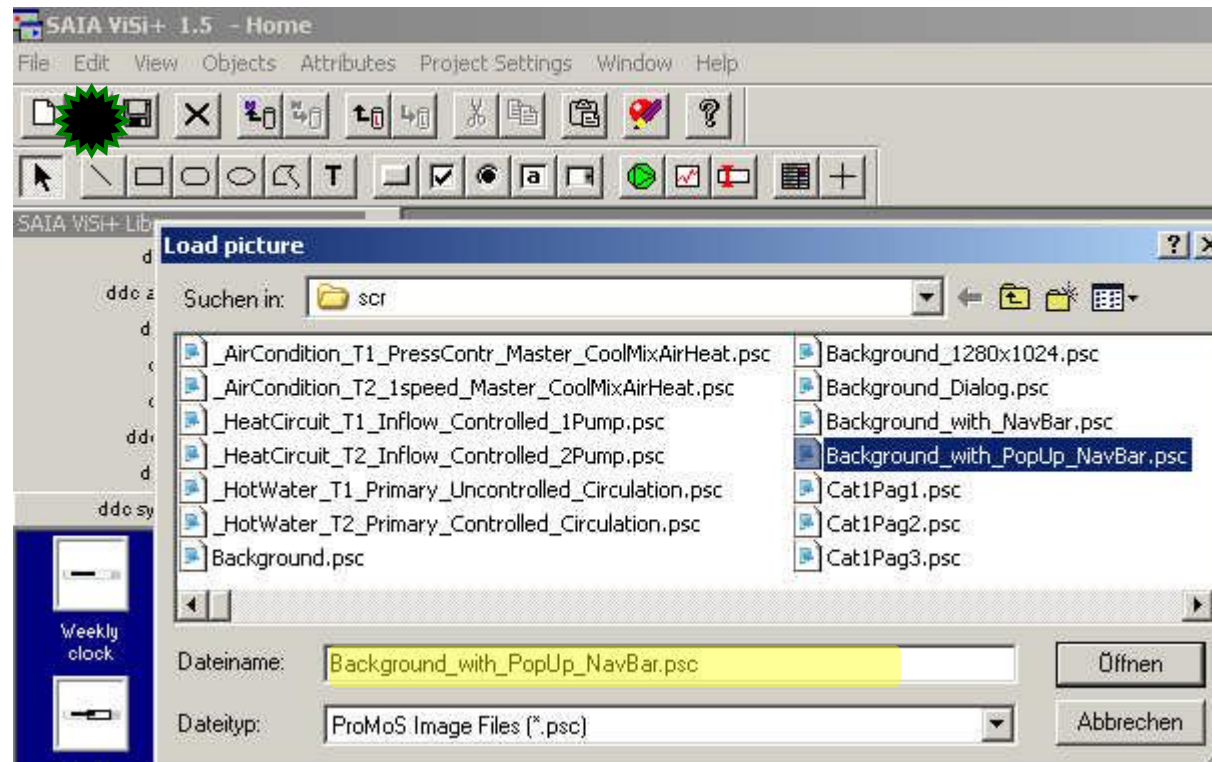 SAIA ViSi+ 1.5 - Home
File Edit View Objects Attributes Project Settings Window Help
T
a
SAIA ViSi+ Lib
Load picture
Suchen in: scr
_AirCondition_T1_PressContr_Master_CoolMixAirHeat.psc
_AirCondition_T2_1speed_Master_CoolMixAirHeat.psc
_HeatCircuit_T1_Inflow_Controlled_1Pump.psc
_HeatCircuit_T2_Inflow_Controlled_2Pump.psc
_HotWater_T1_Primary_Uncontrolled_Circulation.psc
_HotWater_T2_Primary_Controlled_Circulation.psc
Background.psc
Background_1280x1024.psc
Background_Dialog.psc
Background_with_NavBar.psc
Background_with_PopUp_NavBar.psc
Cat1Pag1.psc
Cat1Pag2.psc
Cat1Pag3.psc
ddc sy
Weekly
clock
Dateiname: Background_with_PopUp_NavBar.psc
Öffnen
Dateityp: ProMoS Image Files (*.psc)
Abbrechen